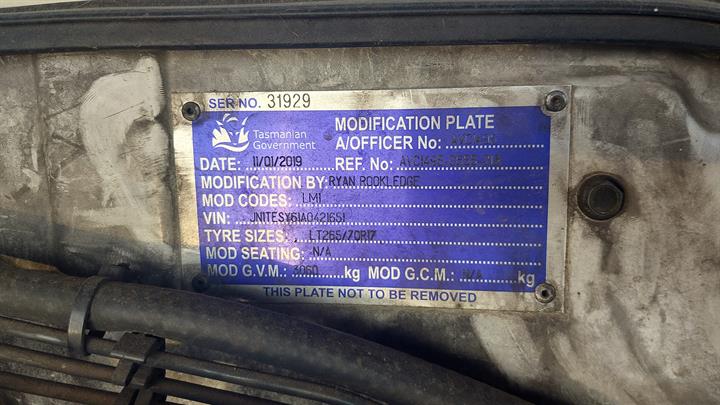 SER NO. 31929
Tasmanian Government
MODIFICATION PLATE
A/OFFICER No:
DATE: 11/01/2019 REF. No:
MODIFICATION BY: RYAN ROOKLEDGE
MOD CODES: LM1
VIN: JN1TESY61A0421651
TYRE SIZES: LT265/70R17
MOD SEATING: N/A
MOD G.V.M: 3060 kg MOD G.C.M.: N/A kg
THIS PLATE NOT TO BE REMOVED